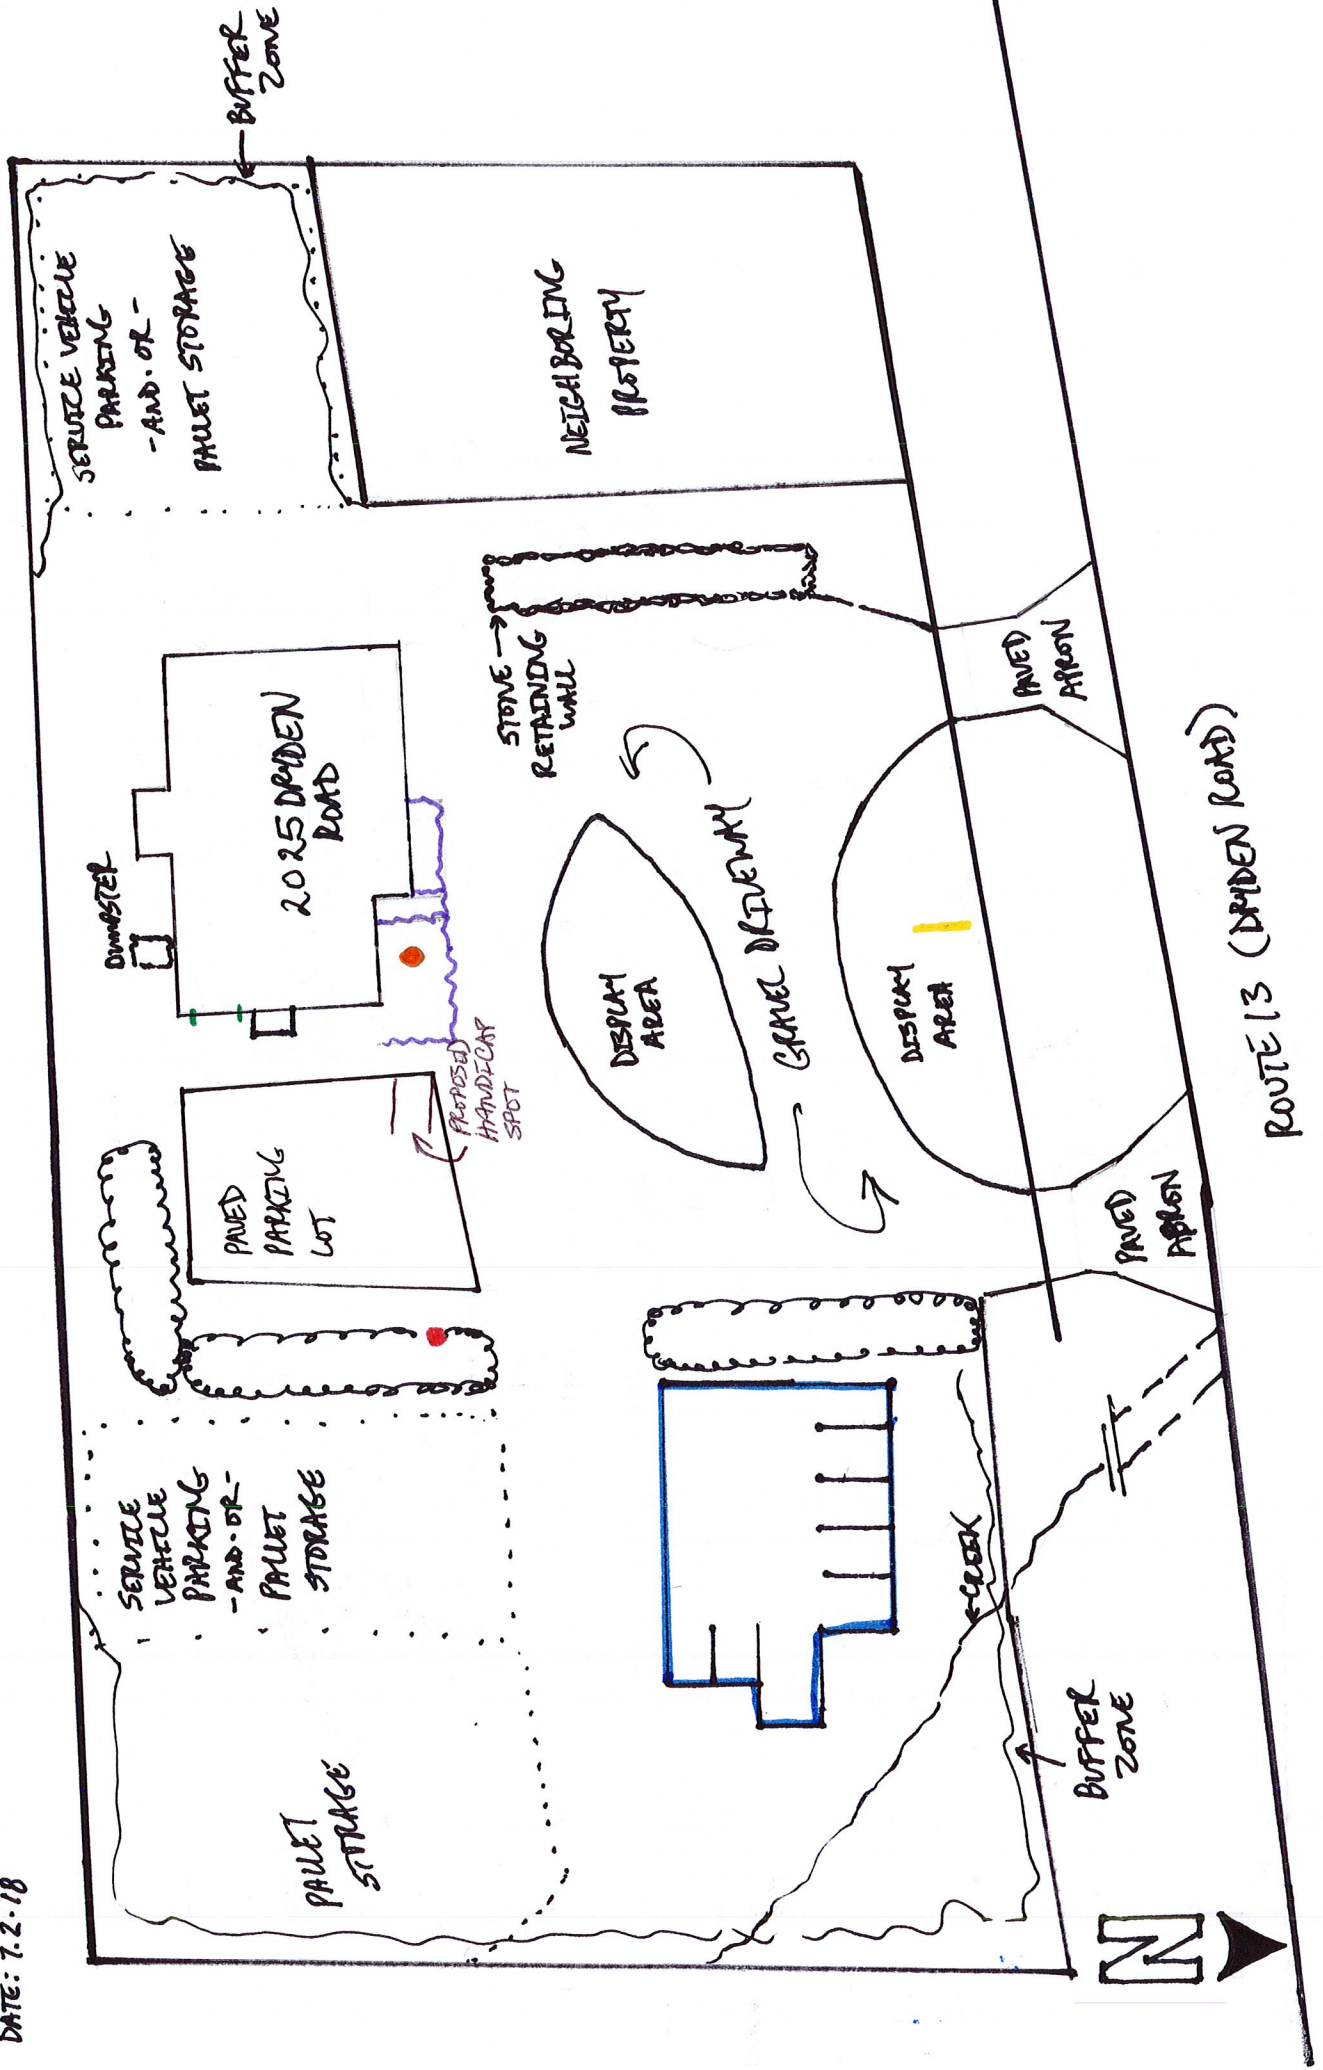 DATE: 7.2.18
PALLET
STORAGE
SERVICE
VEHICLE
PARKING
-AND-OR-
PALLET
STORAGE
PAVED
PARKING
LOT
PROPOSED
HANDICAP
SPOT
DUMPSTER
2025 DRYDEN
ROAD
SERVICE VEHICLE
PARKING
-AND-OR-
PALLET STORAGE
BUFFER
ZONE
NEIGHBORING
PROPERTY
STONE
RETAINING
WALL
DISPLAY
AREA
GRAVEL DRIVEWAY
DISPLAY
AREA
CREEK
BUFFER
ZONE
PAVED
APRON
PAVED
APRON
ROUTE 13 (DRYDEN ROAD)
N